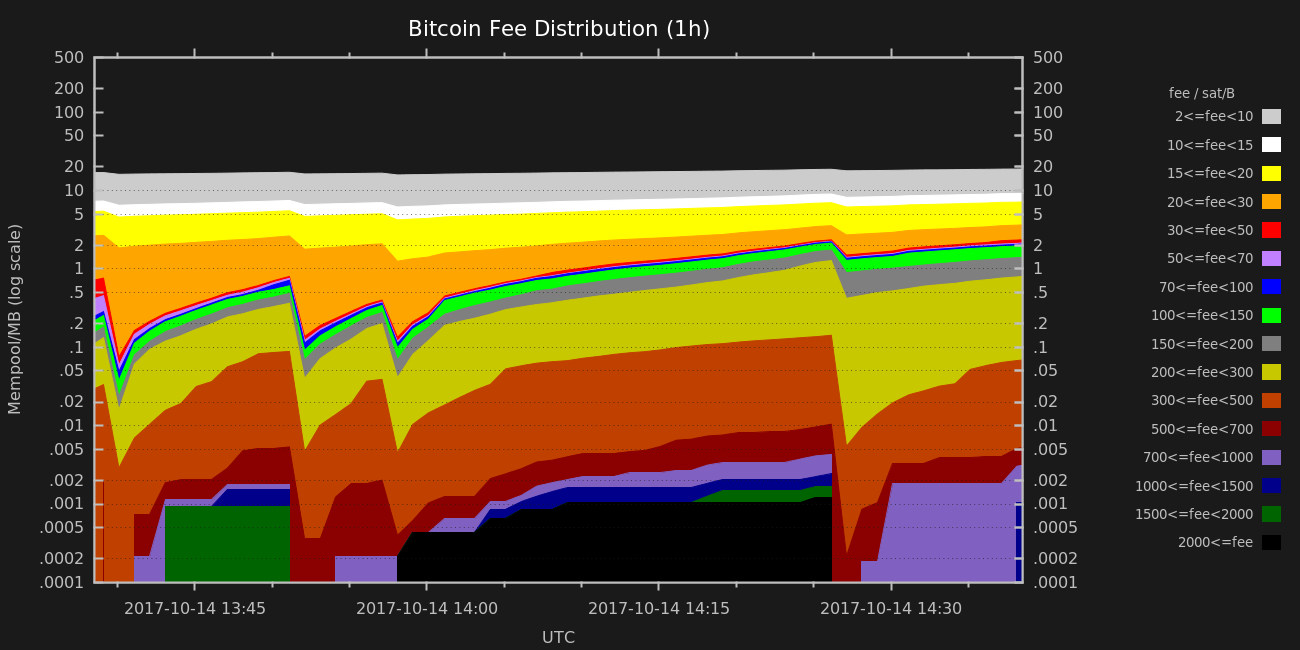 Bitcoin Fee Distribution (1h)
Mempool/MB (log scale)
500
200
100
50
20
10
5
2
1
.5
.2
.1
.05
.02
.01
.005
.002
.001
.0005
.0002
.0001
500
200
100
50
20
10
5
2
1
.5
.2
.1
.05
.02
.01
.005
.002
.001
.0005
.0002
.0001
2017-10-14 13:45
2017-10-14 14:00
2017-10-14 14:15
2017-10-14 14:30
UTC
fee / sat/B
2<=fee<10
10<=fee<15
15<=fee<20
20<=fee<30
30<=fee<50
50<=fee<70
70<=fee<100
100<=fee<150
150<=fee<200
200<=fee<300
300<=fee<500
500<=fee<700
700<=fee<1000
1000<=fee<1500
1500<=fee<2000
2000<=fee